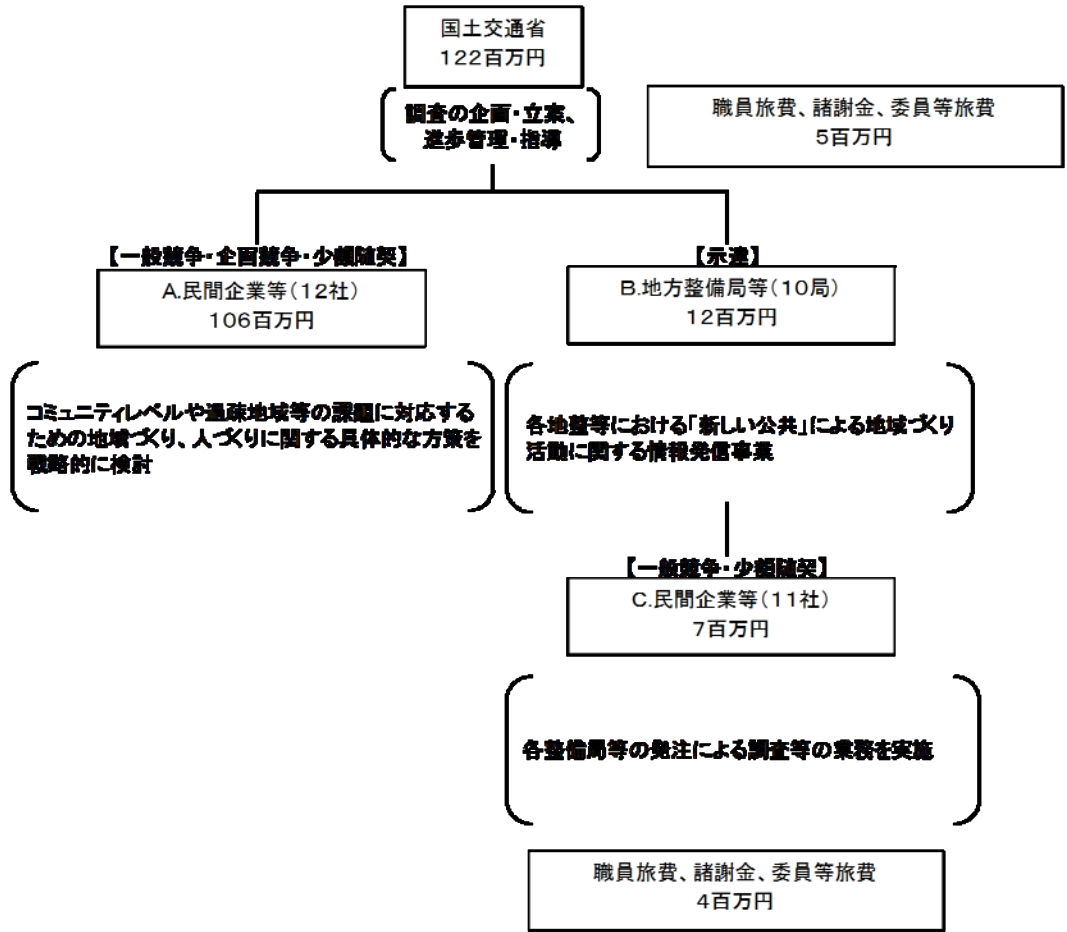 国土交通省
122百万円
調査の企画・立案、
進歩管理・指導
職員旅費、諸謝金、委員等旅費
5百万円
【一般競争・企画競争・少額随契】
A.民間企業等(12社)
106百万円
コミュニティレベルや過疎地域等の課題に対応する
ための地域づくり、人づくりに関する具体的な方策を
戦略的に検討
【示達】
B.地方整備局等(10局)
12百万円
各地整等における「新しい公共」による地域づくり
活動に関する情報発信事業
【一般競争・少額随契】
C.民間企業等(11社)
7百万円
各整備局等の発注による調査等の業務を実施
職員旅費、諸謝金、委員等旅費
4百万円